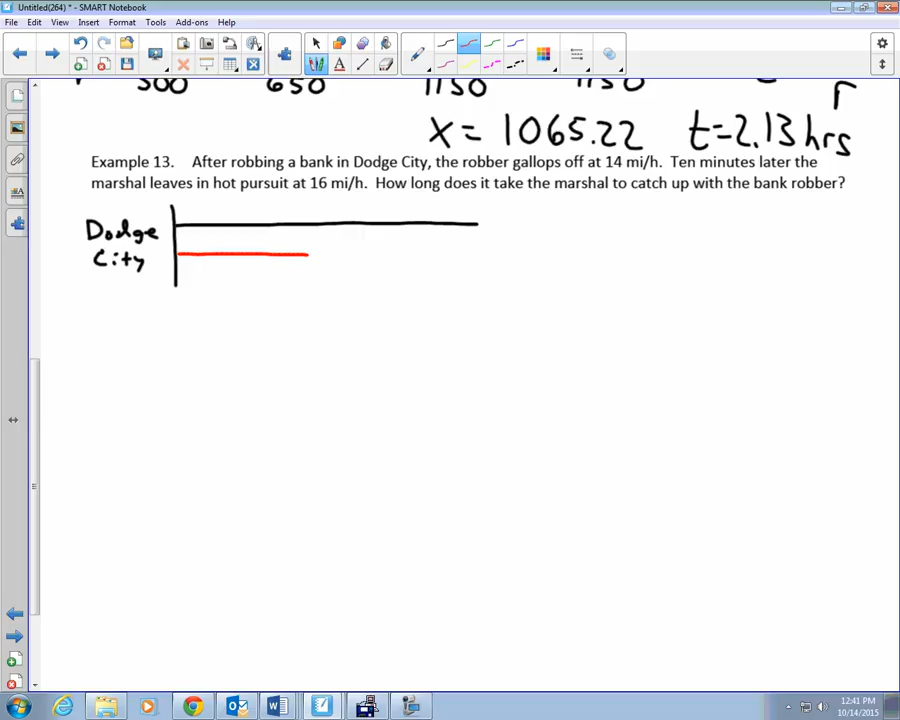 Untitled(264) * - SMART Notebook
File Edit View Insert Format Tools Add-ons Help
500 650 1150 1150
r
x = 1065.22 t=2.13hrs
Example 13. After robbing a bank in Dodge City, the robber gallops off at 14 mi/h. Ten minutes later the
marshal leaves in hot pursuit at 16 mi/h. How long does it take the marshal to catch up with the bank robber?
Dodge
City
12:41 PM
10/14/2015